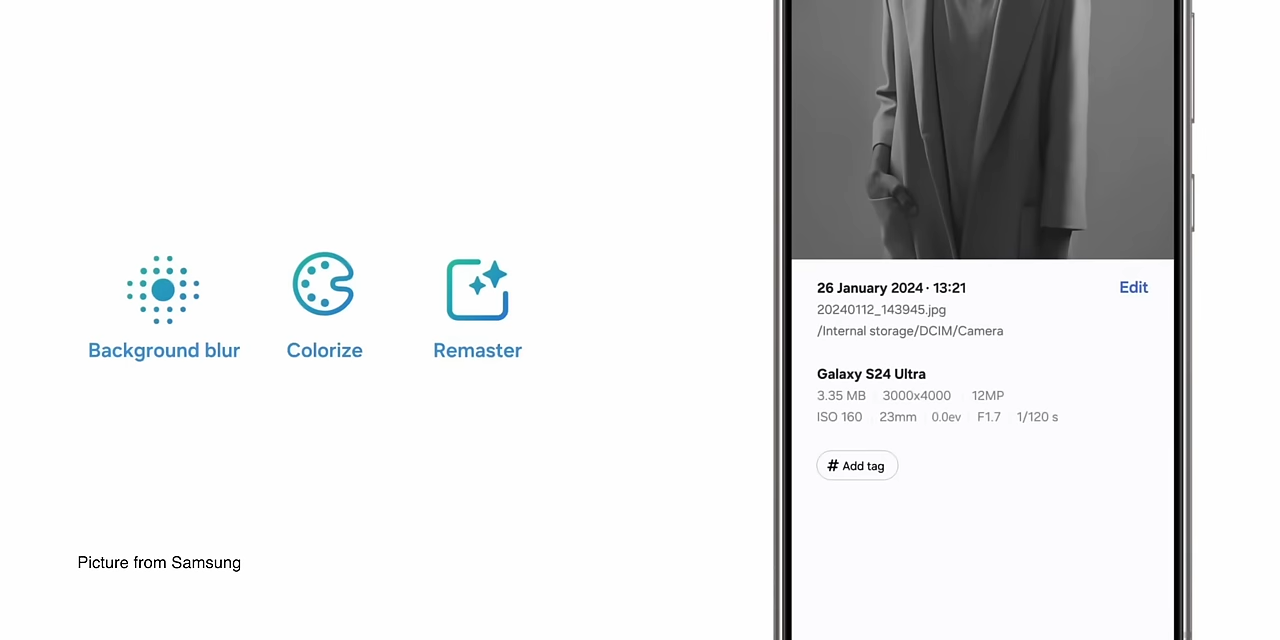 Background blur
Colorize
Remaster
Picture from Samsung
26 January 2024 · 13:21
Edit
20240112_143945.jpg
/Internal storage/DCIM/Camera
Galaxy S24 Ultra
3.35 MB 3000x4000 12MP
ISO 160 23mm 0.0ev F1.7 1/120 s
# Add tag